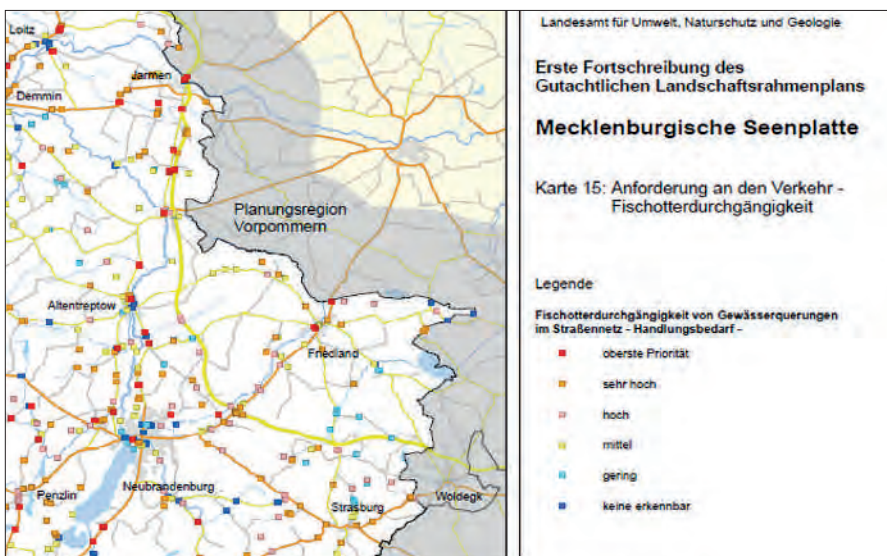 Loitz
Jarmen
Demmin
Planungsregion
Vorpommern
Altentreptow
Friedland
Neubrandenburg
Penzlin
Strasburg
Woldegk
Landesamt für Umwelt, Naturschutz und Geologie
Erste Fortschreibung des
Gutachtlichen Landschaftsrahmenplans
Mecklenburgische Seenplatte
Karte 15: Anforderung an den Verkehr -
Fischotterdurchgängigkeit
Legende
Fischotterdurchgängigkeit von Gewässerquerungen
im Straßennetz - Handlungsbedarf -
oberste Priorität
sehr hoch
hoch
mittel
gering
keine erkennbar